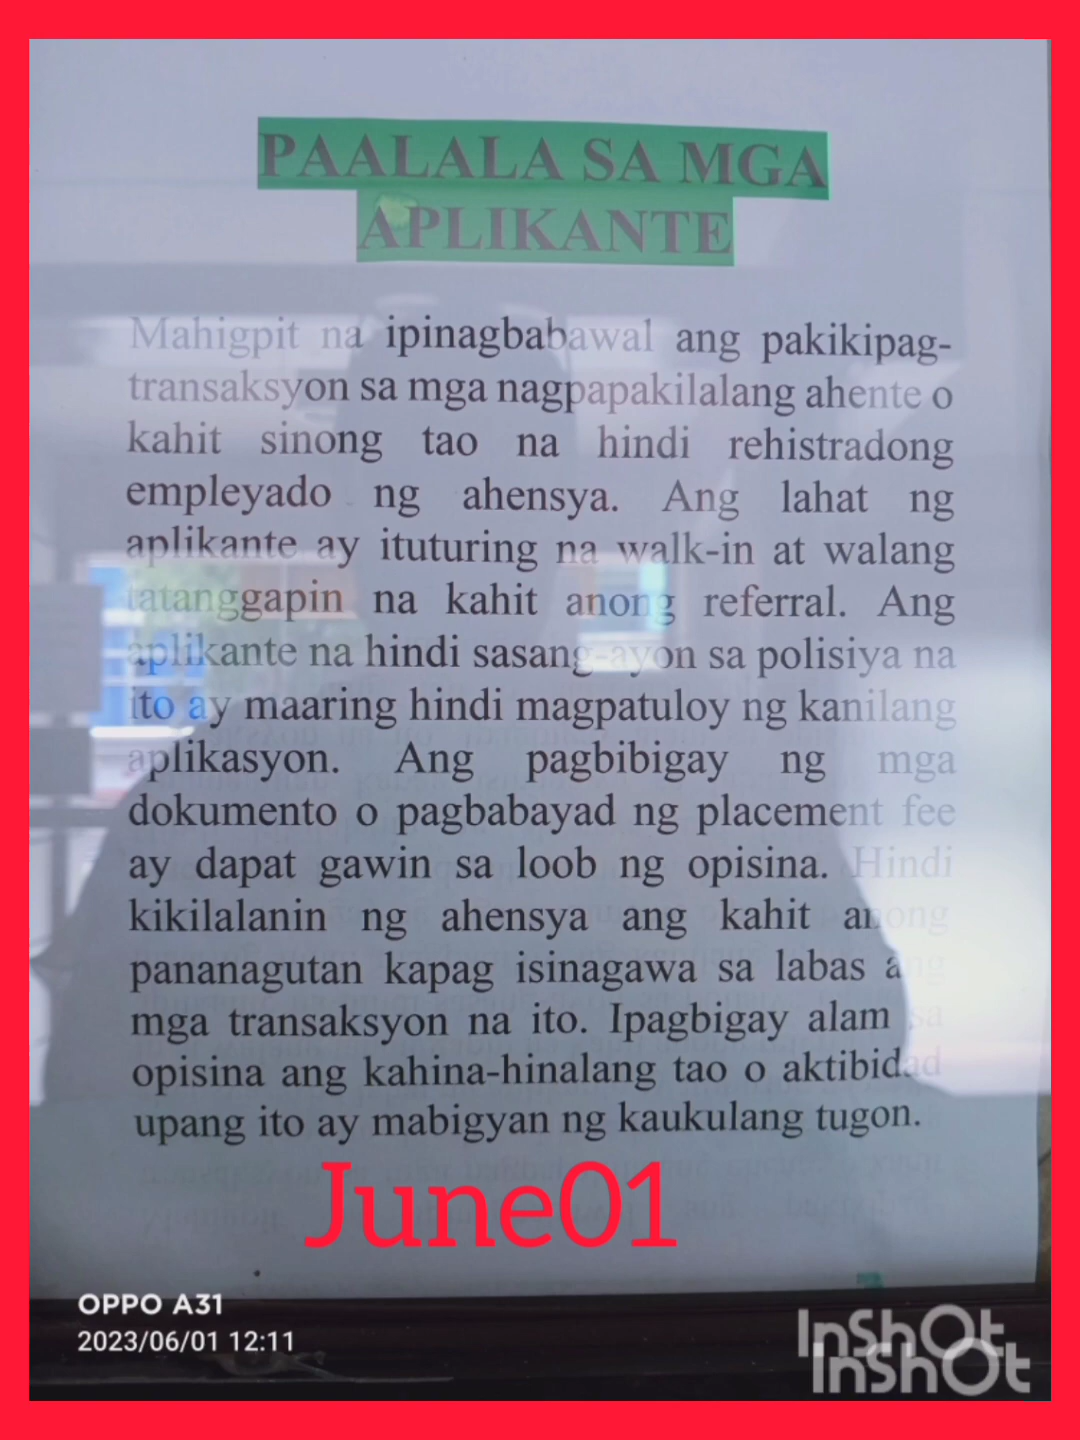 PAALALA SA MGA
APLIKANTE
Mahigpit na ipinagbabawal ang pakikipag-
transaksyon sa mga nagpapakilalang ahente o
kahit sinong tao na hindi rehistradong
empleyado ng ahensya. Ang lahat ng
aplikante ay ituturing na walk-in at walang
tatanggapin na kahit anong referral. Ang
aplikante na hindi sasang-ayon sa polisiya na
ito ay maaring hindi magpatuloy ng kanilang
aplikasyon. Ang pagbibigay ng mga
dokumento o pagbabayad ng placement fee
ay dapat gawin sa loob ng opisina. Hindi
kikilalanin ng ahensya ang kahit anong
pananagutan kapag isinagawa sa labas ang
mga transaksyon na ito. Ipagbigay alam sa
opisina ang kahina-hinalang tao o aktibidad
upang ito ay mabigyan ng kaukulang tugon.
June01
OPPO A31
2023/06/01 12:11
InShOt
InShOt